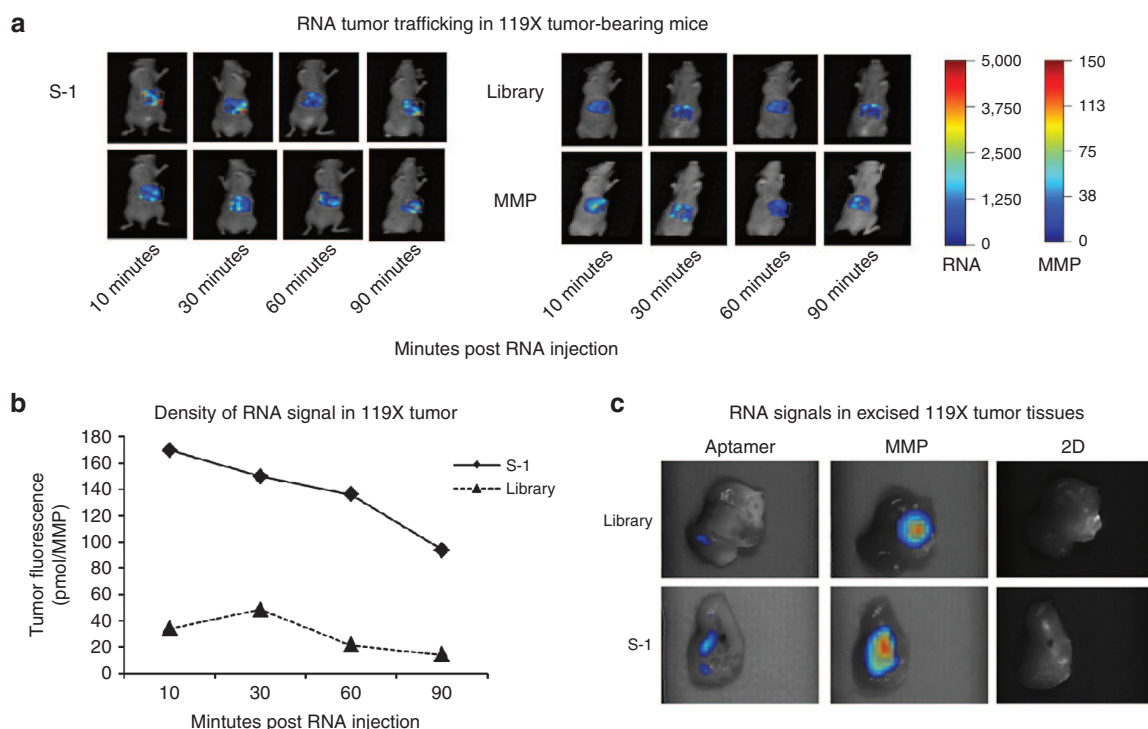 a
RNA tumor trafficking in 119X tumor-bearing mice
S-1
10 minutes
30 minutes
60 minutes
90 minutes
Library
MMP
10 minutes
30 minutes
60 minutes
90 minutes
5,000
3,750
2,500
1,250
0
RNA
150
113
75
38
0
MMP
Minutes post RNA injection
b
Density of RNA signal in 119X tumor
Tumor fluorescence
(pmol/MMP)
180
160
140
120
100
80
60
40
20
0
10
30
60
90
Mintutes post RNA injection
S-1
Library
c
RNA signals in excised 119X tumor tissues
Aptamer
MMP
2D
Library
S-1